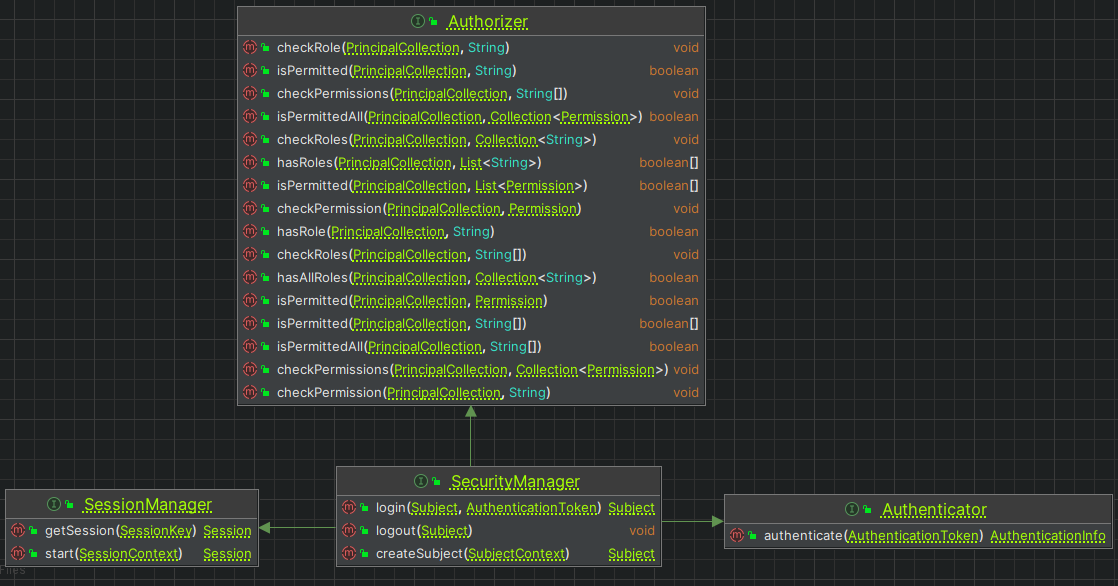 Authorizer
checkRole(PrincipalCollection, String) void
isPermitted(PrincipalCollection, String) boolean
checkPermissions(PrincipalCollection, String[]) void
isPermittedAll(PrincipalCollection, Collection<Permission>) boolean
checkRoles(PrincipalCollection, Collection<String>) void
hasRoles(PrincipalCollection, List<String>) boolean[]
isPermitted(PrincipalCollection, List<Permission>) boolean[]
checkPermission(PrincipalCollection, Permission) void
hasRole(PrincipalCollection, String) boolean
checkRoles(PrincipalCollection, String[]) void
hasAllRoles(PrincipalCollection, Collection<String>) boolean
isPermitted(PrincipalCollection, Permission) boolean
isPermitted(PrincipalCollection, String[]) boolean[]
isPermittedAll(PrincipalCollection, String[]) boolean
checkPermissions(PrincipalCollection, Collection<Permission>) void
checkPermission(PrincipalCollection, String) void
SessionManager
getSession(SessionKey) Session
start(SessionContext) Session
SecurityManager
login(Subject, AuthenticationToken) Subject
logout(Subject) void
createSubject(SubjectContext) Subject
Authenticator
authenticate(AuthenticationToken) AuthenticationInfo
Files